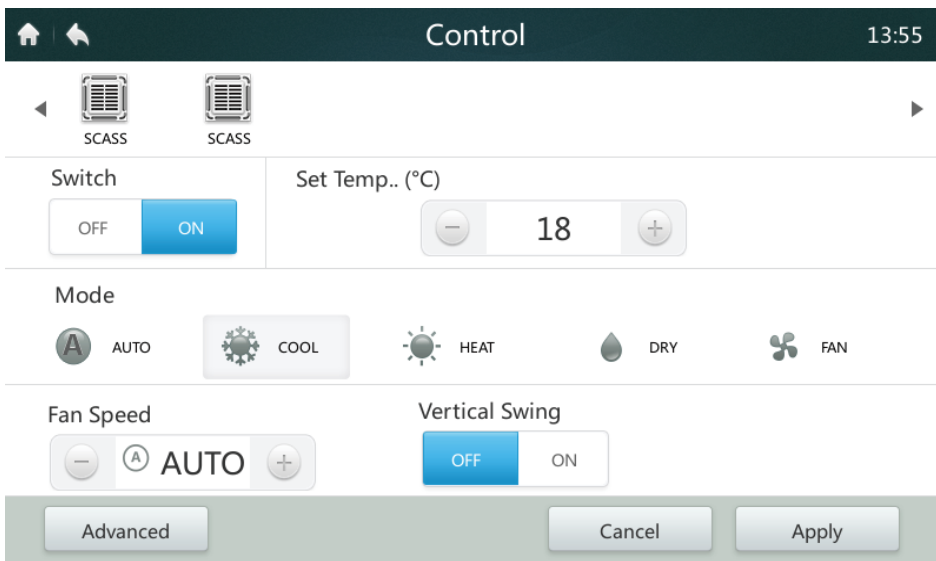 Control 13:55
SCASS SCASS
Switch Set Temp.. (°C)
OFF ON 18
Mode
A AUTO COOL HEAT DRY FAN
Fan Speed Vertical Swing
A AUTO OFF ON
Advanced Cancel Apply